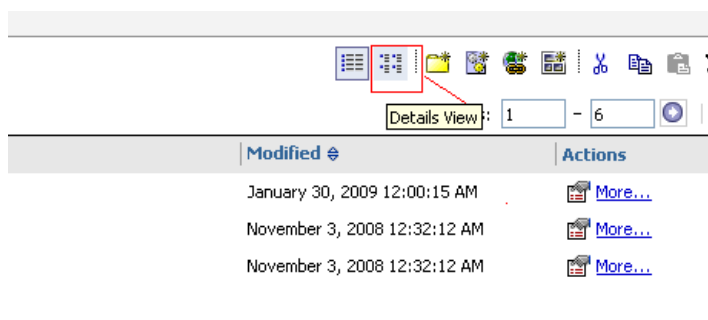 Details View : 1 - 6
Modified Actions
January 30, 2009 12:00:15 AM More...
November 3, 2008 12:32:12 AM More...
November 3, 2008 12:32:12 AM More...